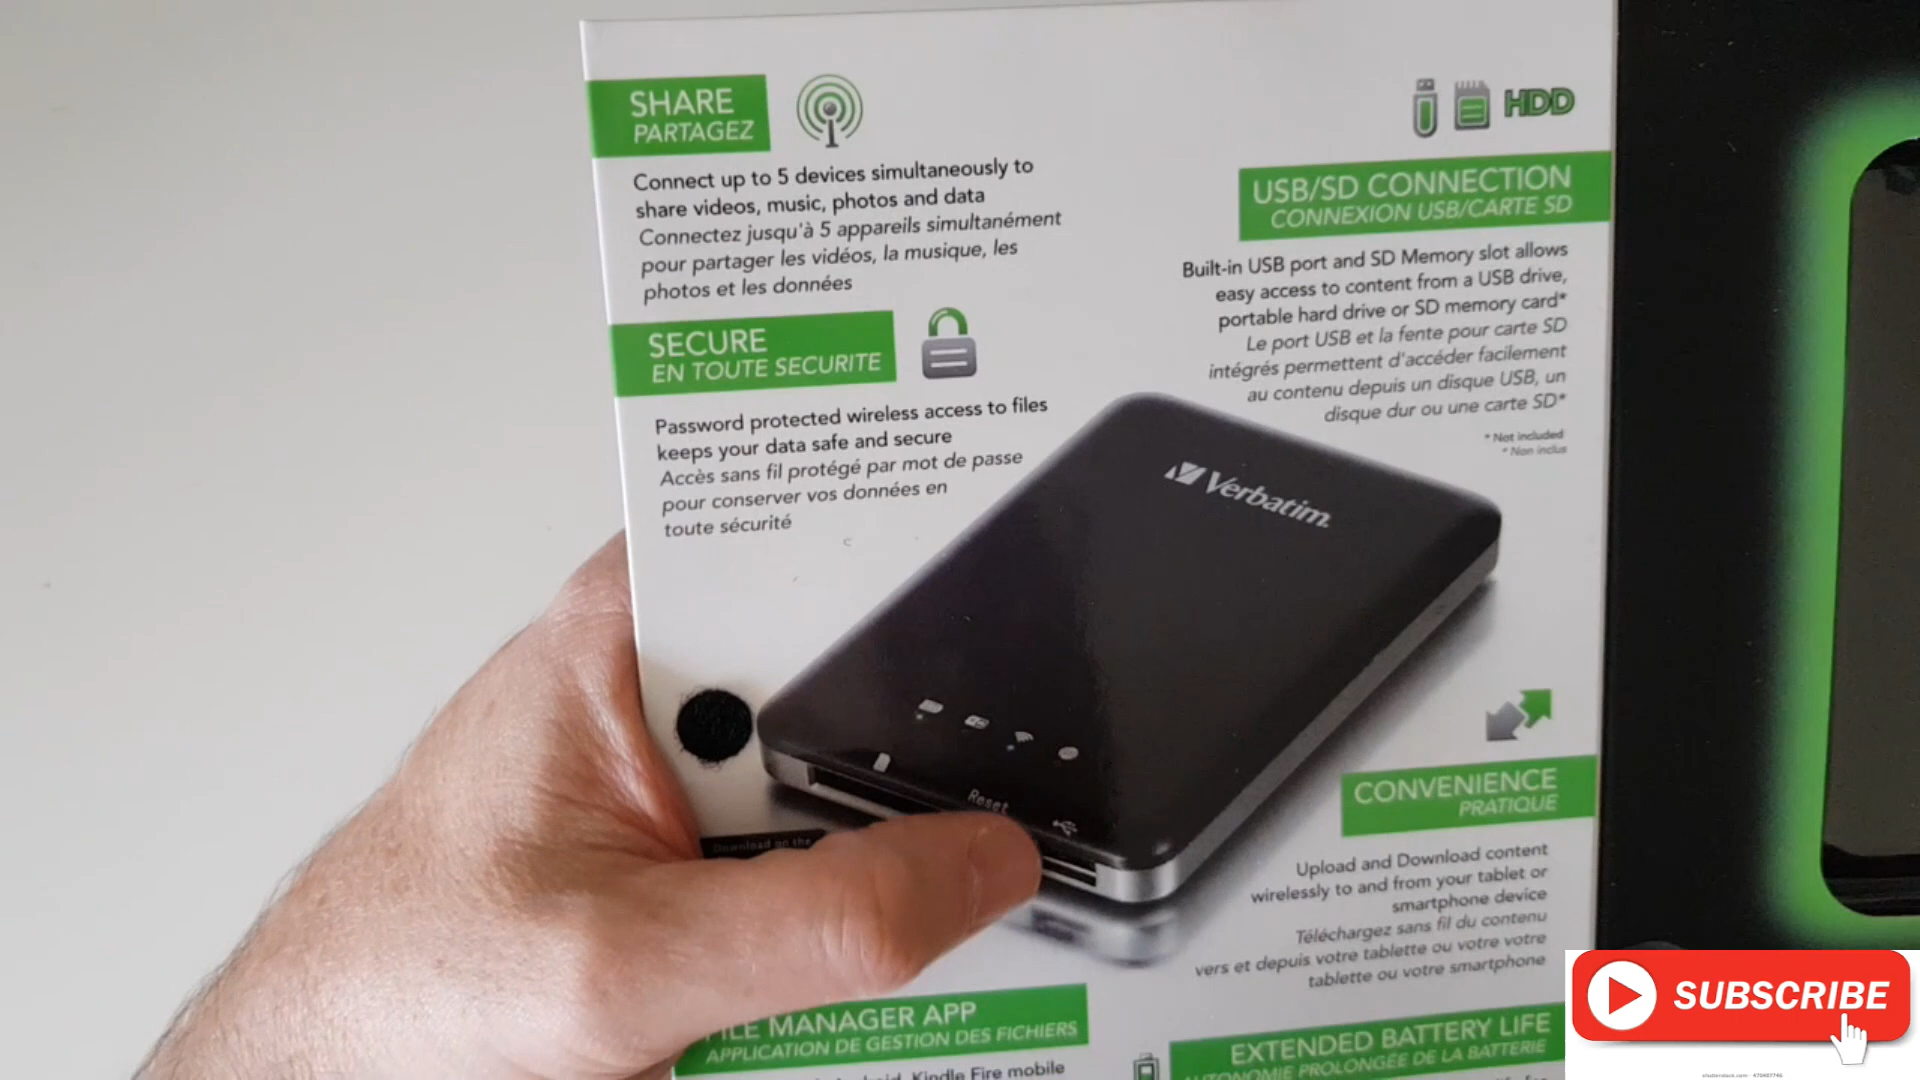 SHARE
PARTAGEZ
Connect up to 5 devices simultaneously to
share videos, music, photos and data
Connectez jusqu'à 5 appareils simultanément
pour partager les vidéos, la musique, les
photos et les données
SECURE
EN TOUTE SECURITE
Password protected wireless access to files
keeps your data safe and secure
Accès sans fil protégé par mot de passe
pour conserver vos données en
toute sécurité
HDD
USB/SD CONNECTION
CONNEXION USB/CARTE SD
Built-in USB port and SD Memory slot allows
easy access to content from a USB drive,
portable hard drive or SD memory card*
Le port USB et la fente pour carte SD
intégrés permettent d'accéder facilement
au contenu depuis un disque USB, un
disque dur ou une carte SD*
* Not included
* Non inclus
Verbatim.
Reset
Download on the
CONVENIENCE
PRATIQUE
Upload and Download content
wirelessly to and from your tablet or
smartphone device
Téléchargez sans fil du contenu
vers et depuis votre tablette ou votre votre
tablette ou votre smartphone
MANAGER APP
APPLICATION DE GESTION DES FICHIERS
Kindle Fire mobile
EXTENDED BATTERY LIFE
AUTONOMIE PROLONGÉE DE LA BATTERIE
SUBSCRIBE